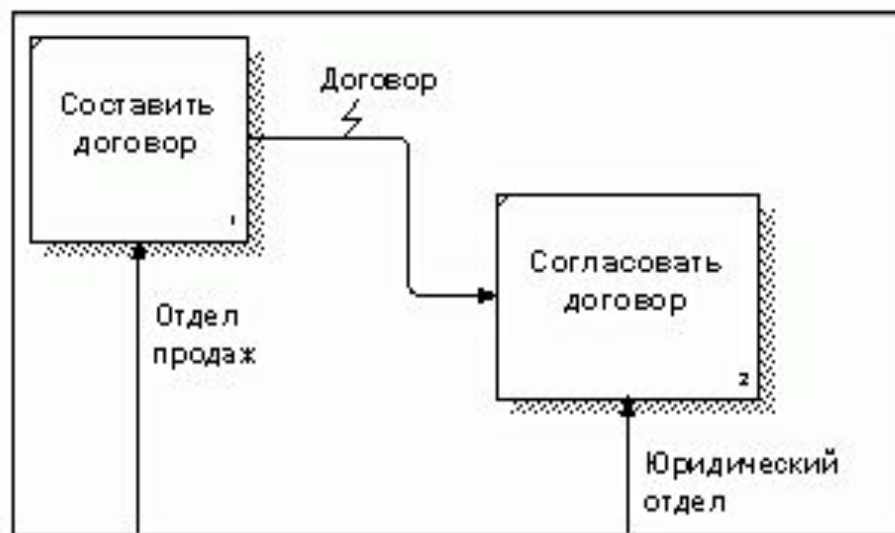 Составить
договор
1
Договор
Согласовать
договор
2
Отдел
продаж
Юридический
отдел